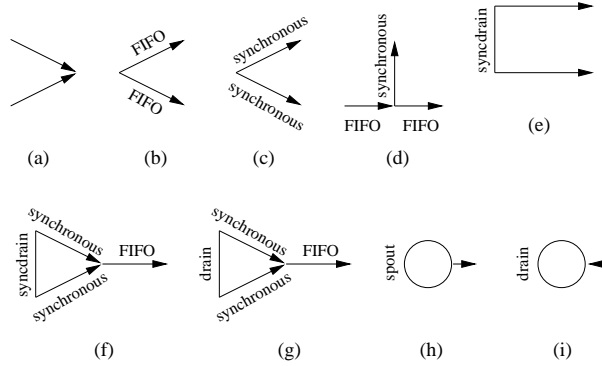 FIFO
FIFO
synchronous
synchronous
synchronous
FIFO
FIFO
syncdrain
(a)
(b)
(c)
(d)
(e)
syncdrain
synchronous
synchronous
FIFO
drain
synchronous
synchronous
FIFO
spout
drain
(f)
(g)
(h)
(i)